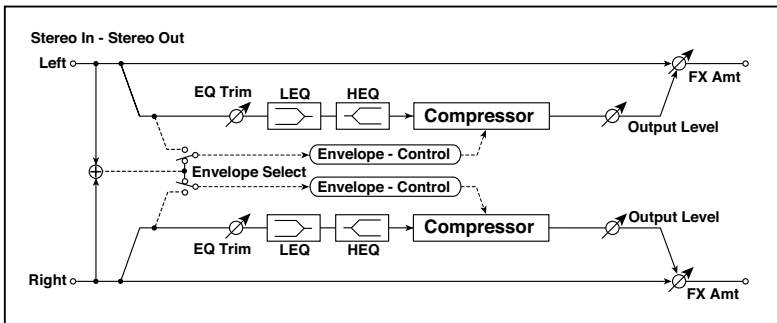 Stereo In - Stereo Out
Left
FX Amt
EQ Trim
LEQ
HEQ
Compressor
Output Level
Envelope - Control
Envelope Select
Envelope - Control
Output Level
EQ Trim
LEQ
HEQ
Compressor
Right
FX Amt